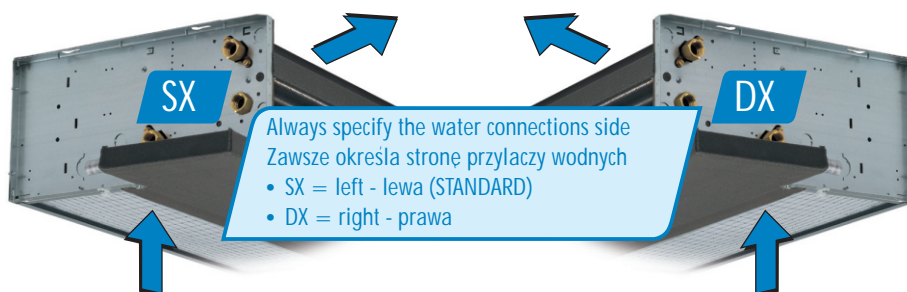 SX
DX
Always specify the water connections side
Zawsze określa stronę przylaczy wodnych
• SX = left - lewa (STANDARD)
• DX = right - prawa